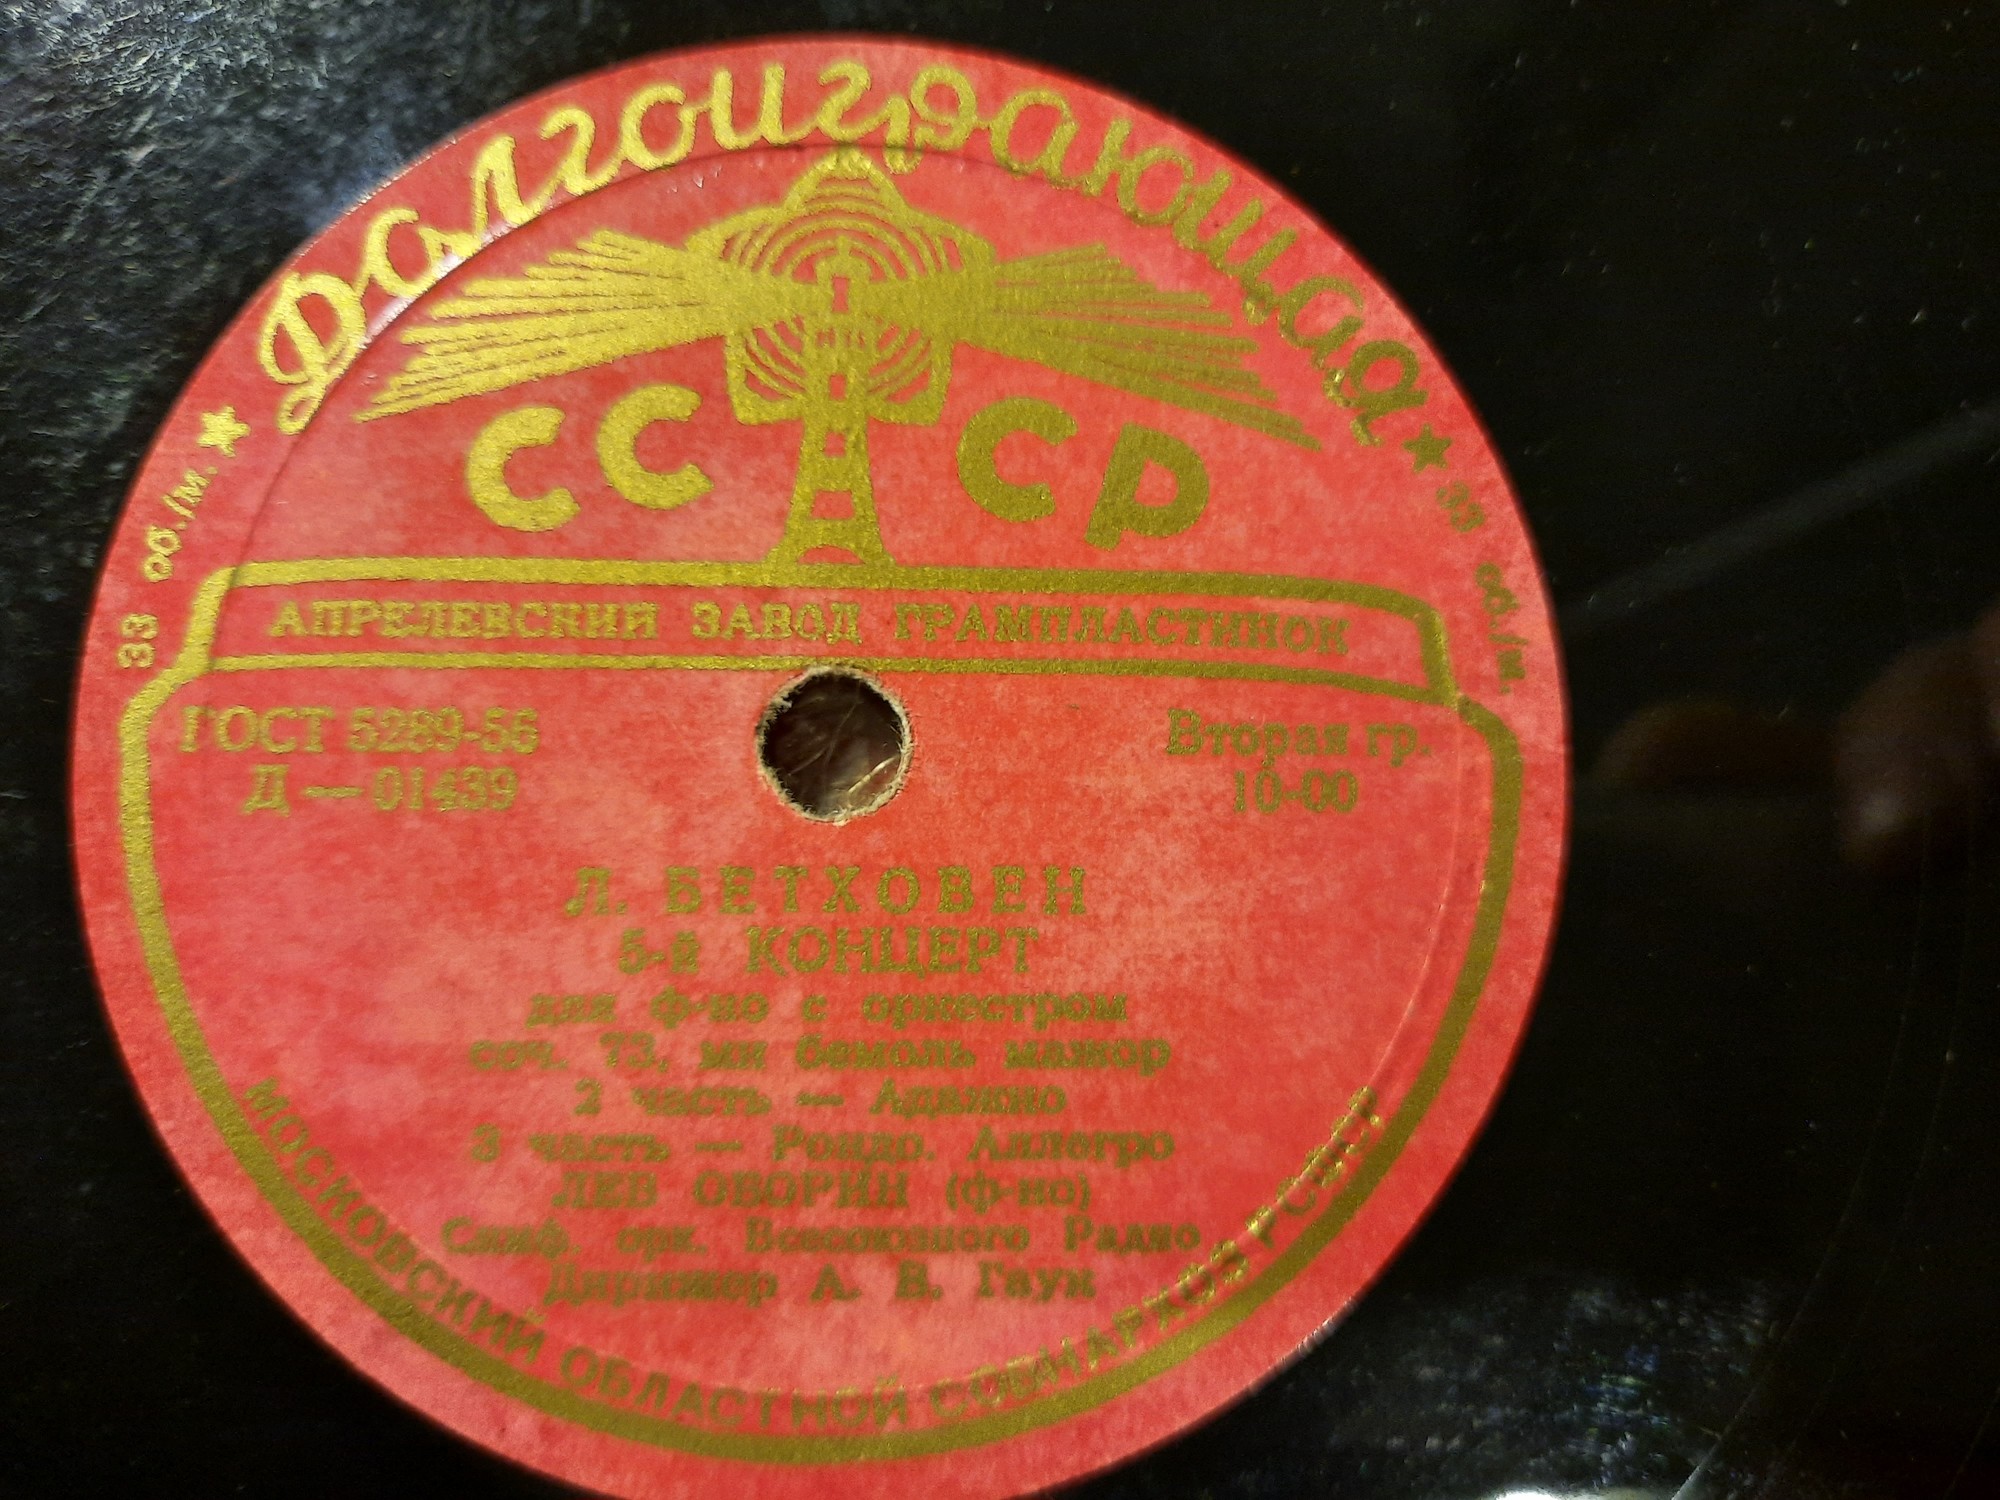 Долгоиграющая
★ 33 об./м.
33 об./м. ★
СССР
АПРЕЛЕВСКИЙ ЗАВОД ГРАМПЛАСТИНОК
ГОСТ 5289-56
Д — 01439
Вторая гр.
10-00
Л. БЕТХОВЕН
5-й КОНЦЕРТ
для ф-но с оркестром
соч. 73, ми бемоль мажор
2 часть — Адажио
3 часть — Рондо. Аллегро
ЛЕВ ОБОРИН (ф-но)
Симф. орк. Всесоюзного Радио
Дирижер А. В. Гаук
МОСКОВСКИЙ ОБЛАСТНОЙ СОВНАРХОЗ РСФСР